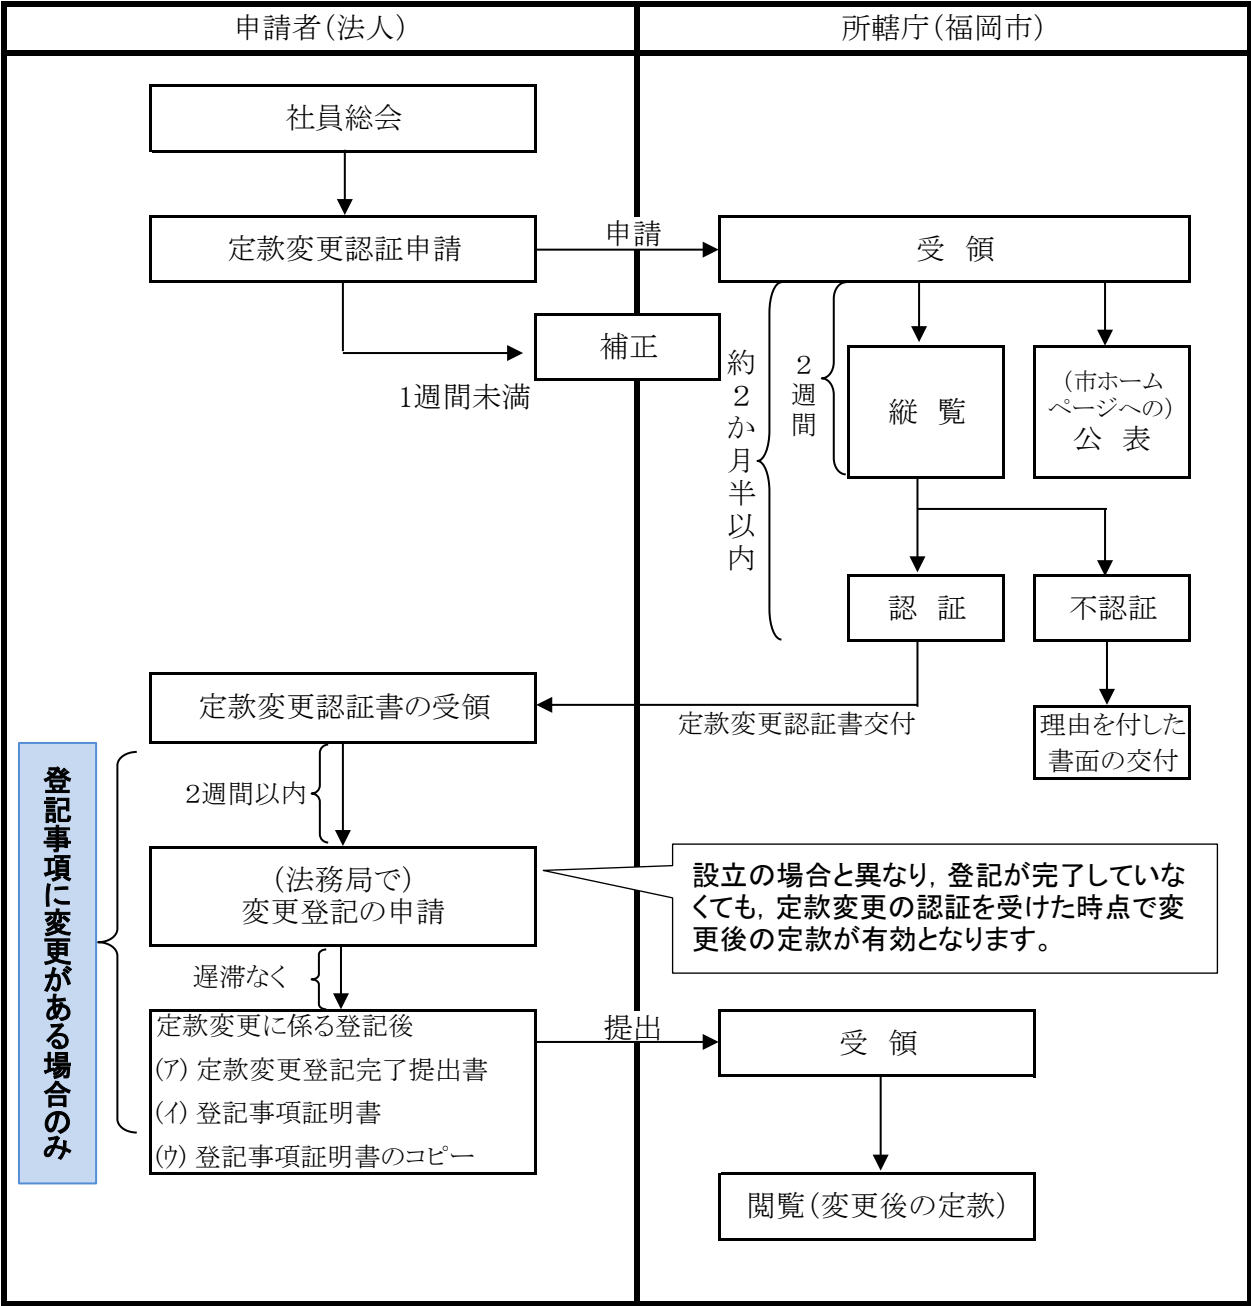 申請者（法人）
所轄庁（福岡市）
社員総会
定款変更認証申請
申請
受 領
補正
1週間未満
約２か月半以内
２週間
縦 覧
（市ホーム
ページへの）
公 表
認 証
不認証
定款変更認証書の受領
定款変更認証書交付
理由を付した
書面の交付
登記事項に変更がある場合のみ
2週間以内
（法務局で）
変更登記の申請
設立の場合と異なり，登記が完了していな
くても，定款変更の認証を受けた時点で変
更後の定款が有効となります。
遅滞なく
定款変更に係る登記後
(ｱ) 定款変更登記完了提出書
(ｲ) 登記事項証明書
(ｳ) 登記事項証明書のコピー
提出
受 領
閲覧（変更後の定款）